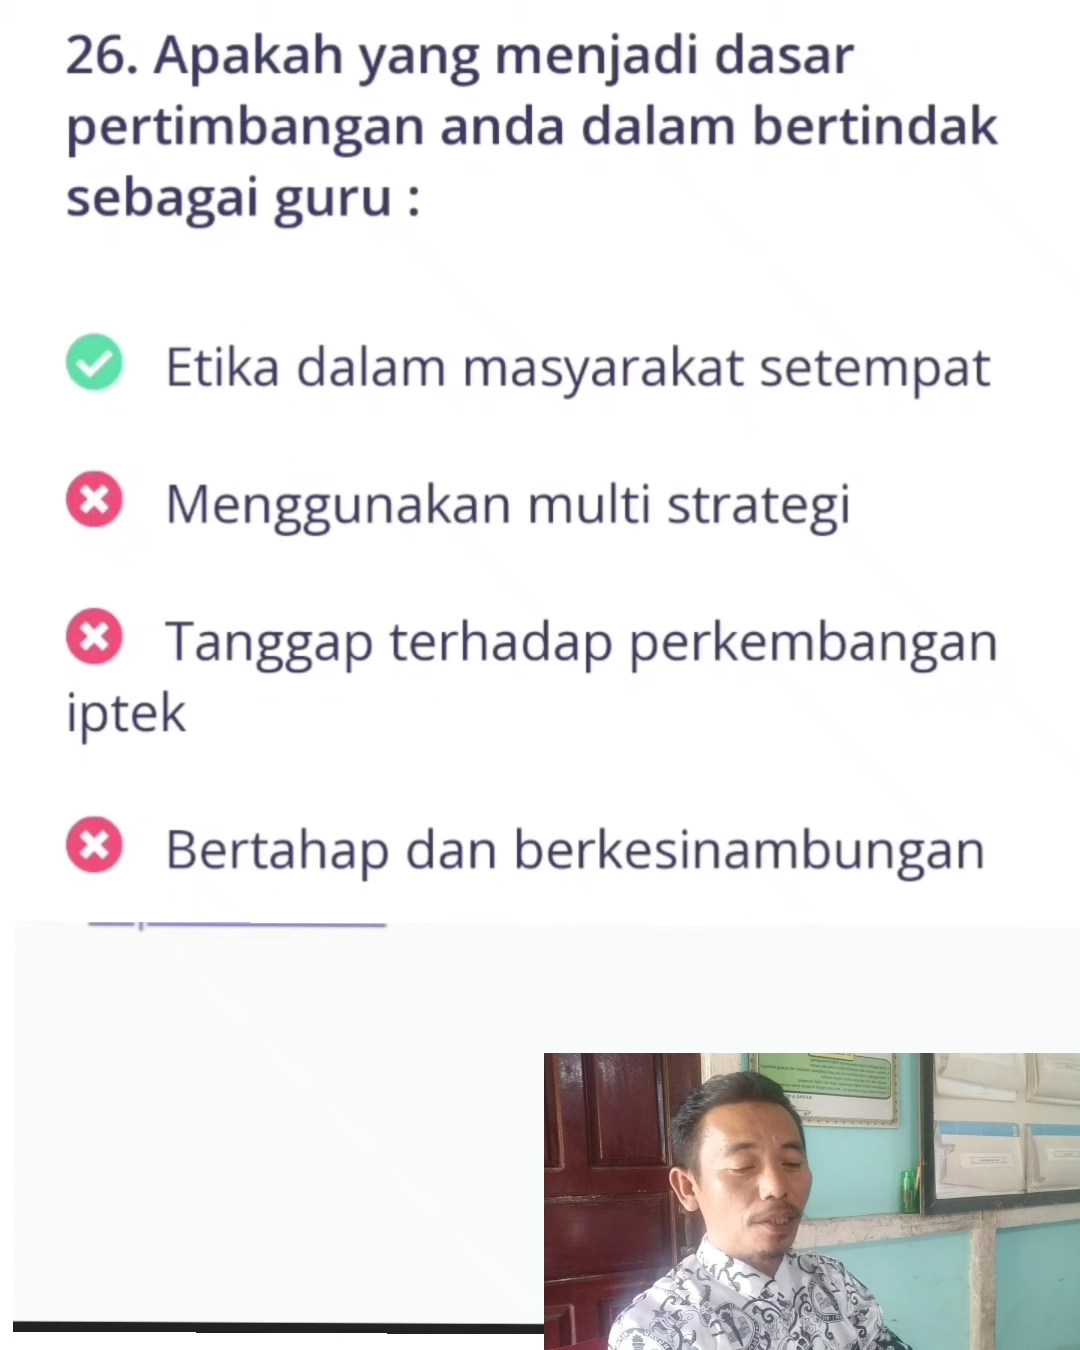 26. Apakah yang menjadi dasar
pertimbangan anda dalam bertindak
sebagai guru :
Etika dalam masyarakat setempat
Menggunakan multi strategi
Tanggap terhadap perkembangan
iptek
Bertahap dan berkesinambungan